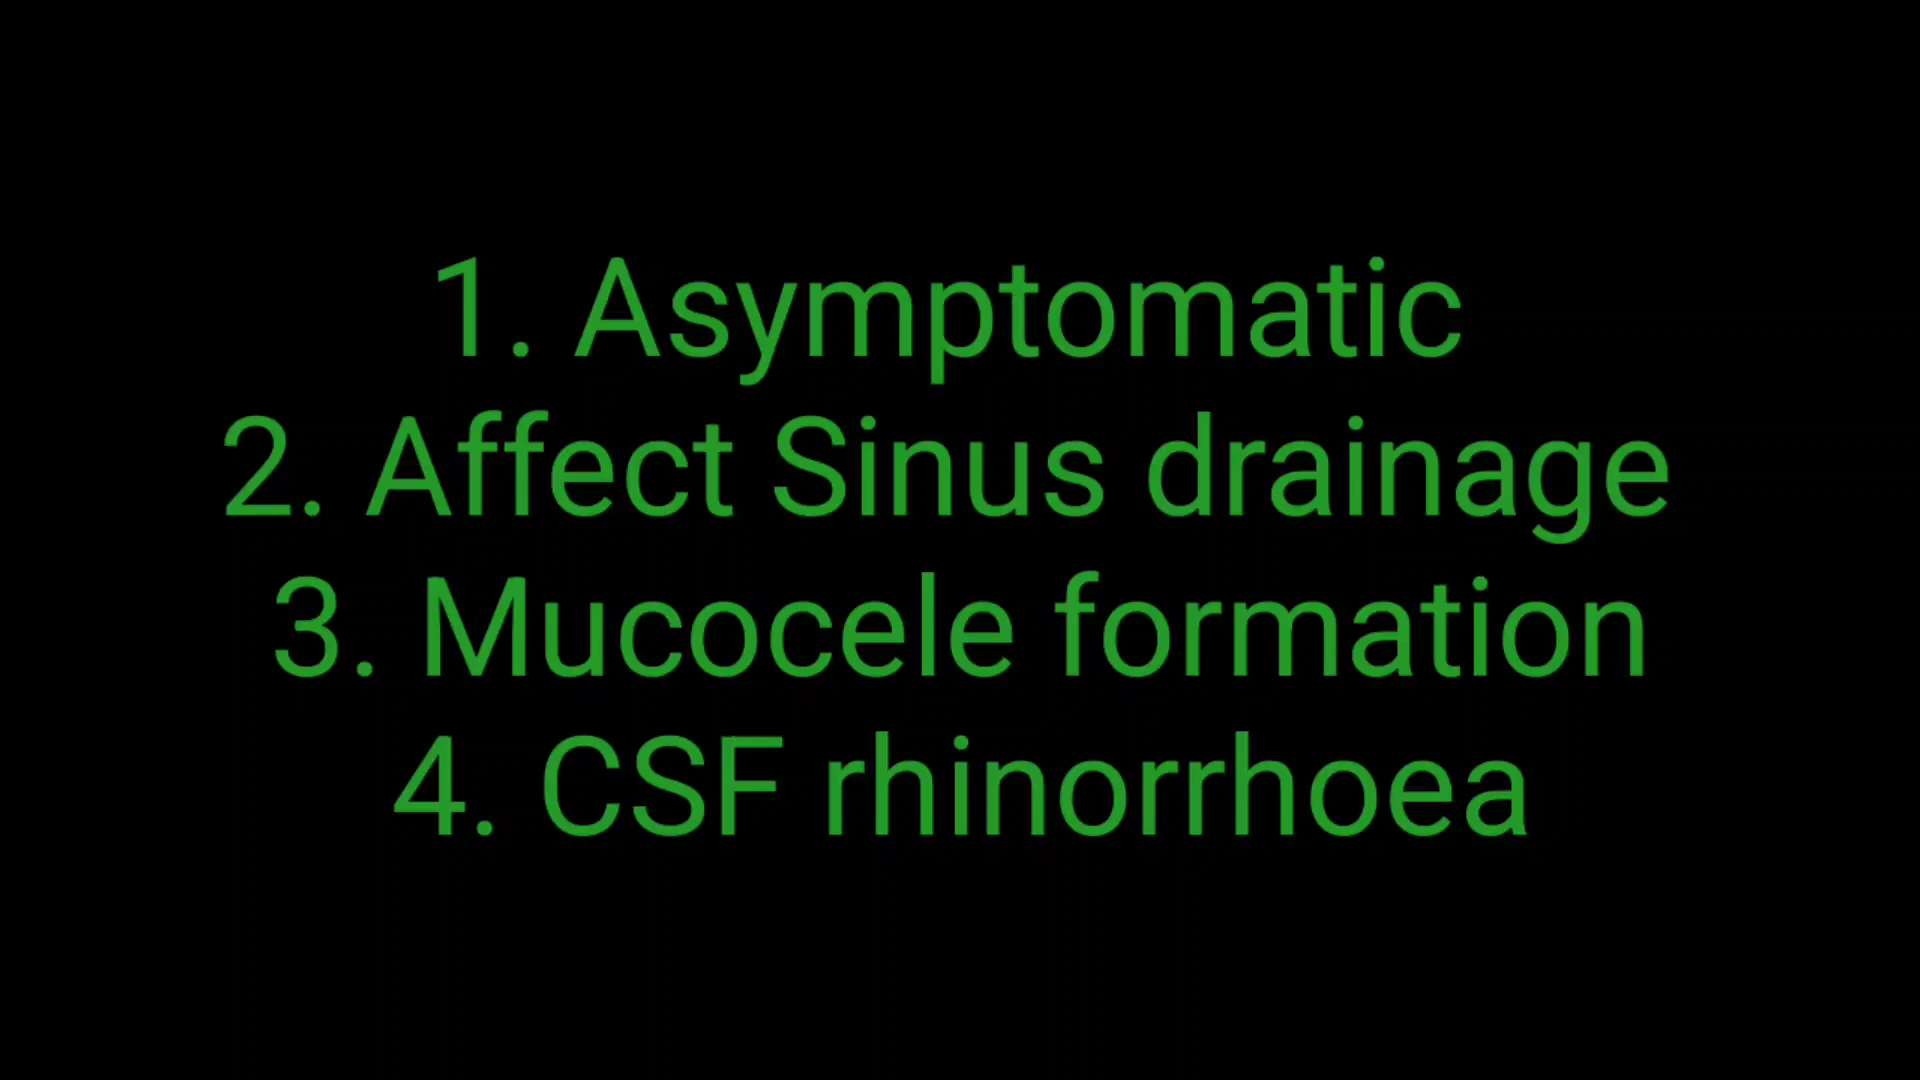 1. Asymptomatic
2. Affect Sinus drainage
3. Mucocele formation
4. CSF rhinorrhoea